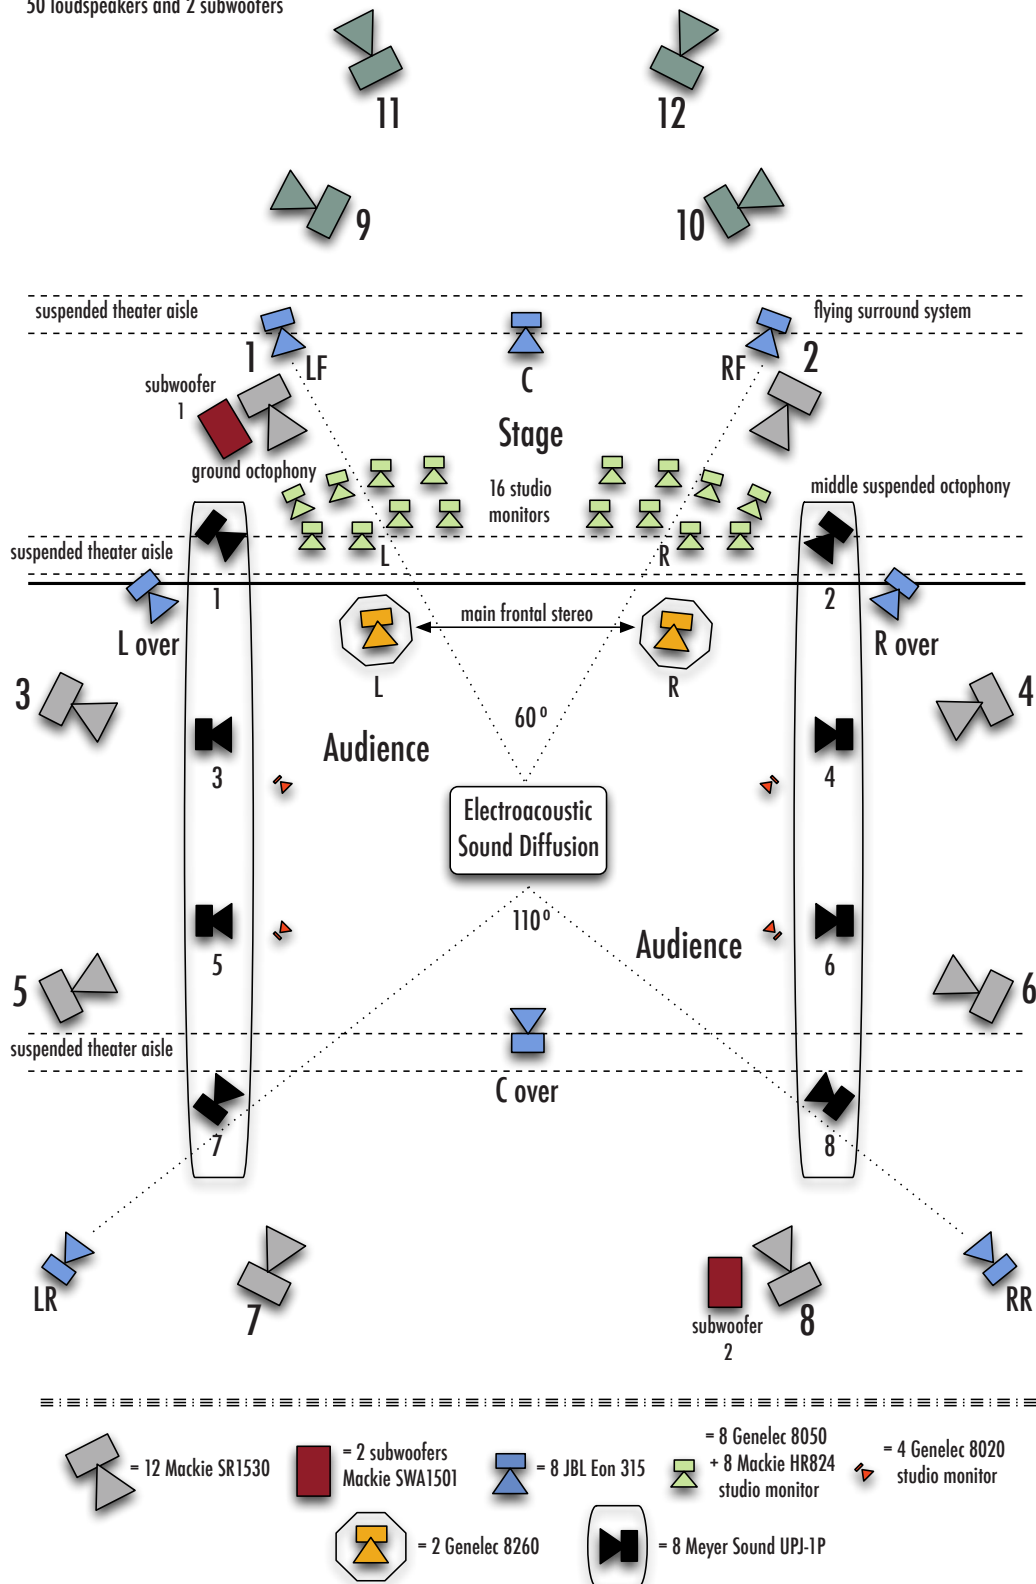 50 loudspeakers and 2 subwoofers
11
12
9
10
suspended theater aisle
flying surround system
1
LF
C
RF
2
subwoofer
1
Stage
ground octophony
16 studio
monitors
middle suspended octophony
suspended theater aisle
L
R
1
2
L over
main frontal stereo
R over
3
L
R
4
60°
Audience
3
4
Electroacoustic
Sound Diffusion
110°
Audience
5
6
5
6
suspended theater aisle
C over
7
8
LR
RR
7
8
subwoofer
2
= 12 Mackie SR1530
= 2 subwoofers
Mackie SWA1501
= 8 JBL Eon 315
= 8 Genelec 8050
+ 8 Mackie HR824
studio monitor
= 4 Genelec 8020
studio monitor
= 2 Genelec 8260
= 8 Meyer Sound UPJ-1P